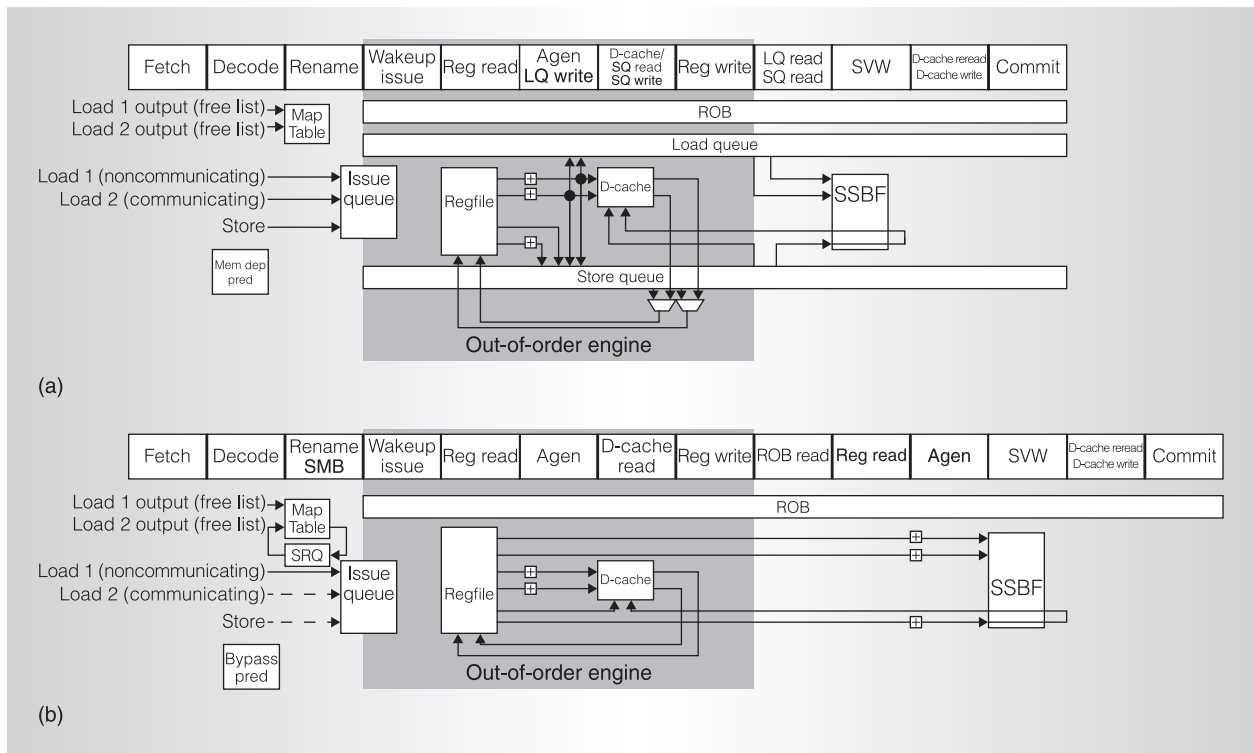 Fetch
Decode
Rename
Wakeup
issue
Reg read
Agen
LQ write
D-cache/
SQ read
SQ write
Reg write
LQ read
SQ read
SVW
D-cache reread
D-cache write
Commit
Load 1 output (free list)
Load 2 output (free list)
Map
Table
ROB
Load queue
Load 1 (noncommunicating)
Load 2 (communicating)
Store
Issue
queue
Regfile
+
+
+
D-cache
SSBF
Mem dep
pred
Store queue
Out-of-order engine
(a)
Fetch
Decode
Rename
SMB
Wakeup
issue
Reg read
Agen
D-cache
read
Reg write
ROB read
Reg read
Agen
SVW
D-cache reread
D-cache write
Commit
Load 1 output (free list)
Load 2 output (free list)
Map
Table
SRQ
ROB
Load 1 (noncommunicating)
Load 2 (communicating)
Store
Issue
queue
Regfile
+
+
D-cache
+
+
+
SSBF
Bypass
pred
Out-of-order engine
(b)